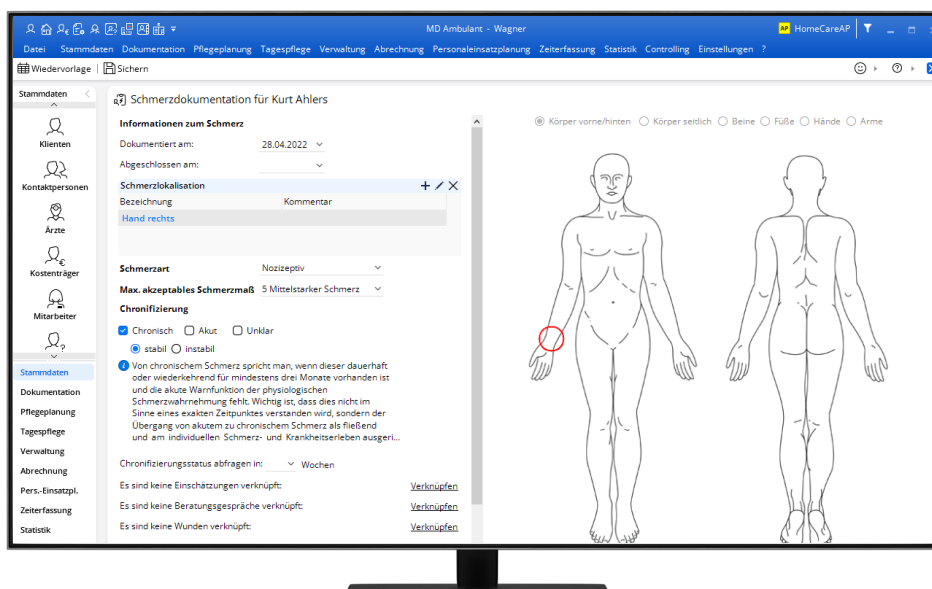 MD Ambulant - Wagner
AP HomeCareAP
Datei Stammdaten Dokumentation Pflegeplanung Tagespflege Verwaltung Abrechnung Personaleinsatzplanung Zeiterfassung Statistik Controlling Einstellungen ?
Wiedervorlage Sichern
Stammdaten
Klienten
Kontaktpersonen
Ärzte
Kostenträger
Mitarbeiter
Stammdaten
Dokumentation
Pflegeplanung
Tagespflege
Verwaltung
Abrechnung
Pers.-Einsatzpl.
Zeiterfassung
Statistik
Schmerzdokumentation für Kurt Ahlers
Informationen zum Schmerz
Dokumentiert am: 28.04.2022
Abgeschlossen am:
Schmerzlokalisation
Bezeichnung Kommentar
Hand rechts
Schmerzart Nozizeptiv
Max. akzeptables Schmerzmaß 5 Mittelstarker Schmerz
Chronifizierung
Chronisch Akut Unklar
stabil instabil
Von chronischem Schmerz spricht man, wenn dieser dauerhaft
oder wiederkehrend für mindestens drei Monate vorhanden ist
und die akute Warnfunktion der physiologischen
Schmerzwahrnehmung fehlt. Wichtig ist, dass dies nicht im
Sinne eines exakten Zeitpunktes verstanden wird, sondern der
Übergang von akutem zu chronischem Schmerz als fließend
und am individuellen Schmerz- und Krankheitserleben ausgeri...
Chronifizierungsstatus abfragen in: Wochen
Es sind keine Einschätzungen verknüpft: Verknüpfen
Es sind keine Beratungsgespräche verknüpft: Verknüpfen
Es sind keine Wunden verknüpft: Verknüpfen
Körper vorne/hinten Körper seitlich Beine Füße Hände Arme